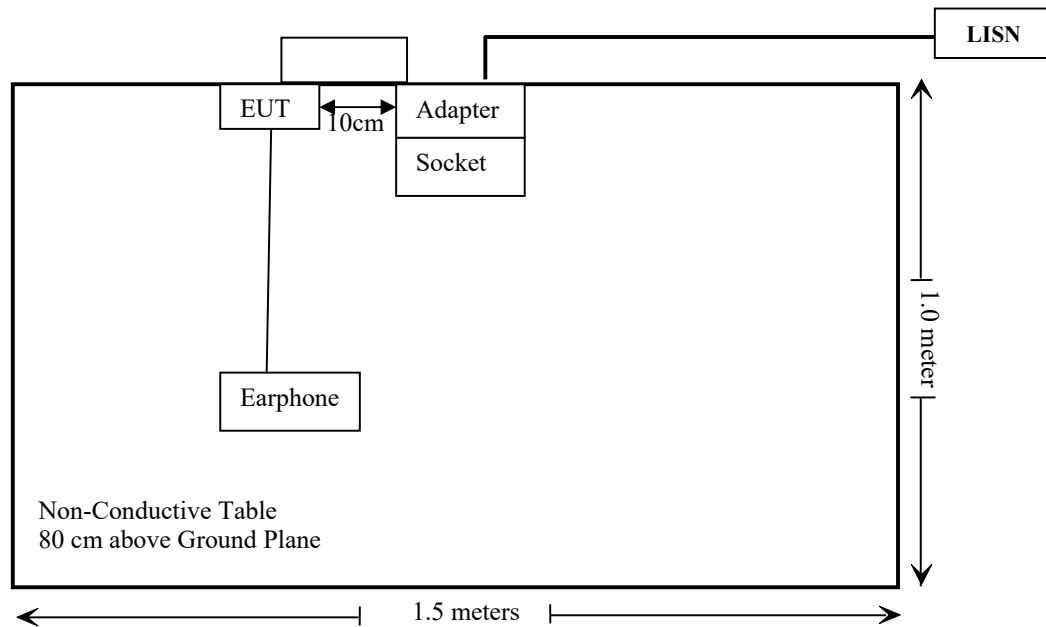 LISN
EUT
10cm
Adapter
Socket
1.0 meter
Earphone
Non-Conductive Table
80 cm above Ground Plane
1.5 meters